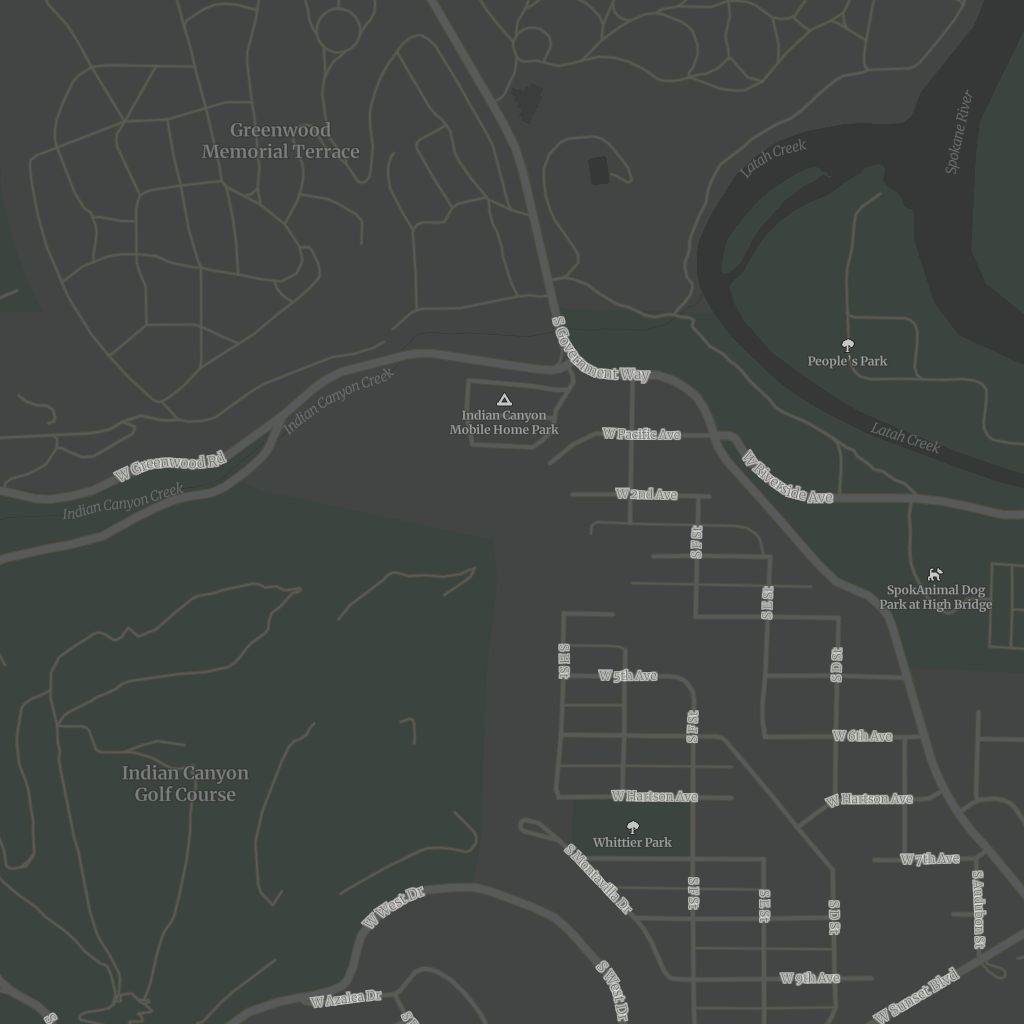 Greenwood
Memorial Terrace
Latah Creek
Spokane River
S Government Way
People's Park
Indian Canyon Creek
Indian Canyon
Mobile Home Park
W Pacific Ave
Latah Creek
W Greenwood Rd
W Riverside Ave
Indian Canyon Creek
W 2nd Ave
S F St
SpokAnimal Dog
Park at High Bridge
S E St
S H St
W 5th Ave
S D St
S F St
W 6th Ave
Indian Canyon
Golf Course
W Hartson Ave
W Hartson Ave
Whittier Park
W 7th Ave
S Montavilla Dr
S F St
S E St
S D St
S Audubon St
W West Dr
S West Dr
W 9th Ave
W Azalea Dr
W Sunset Blvd